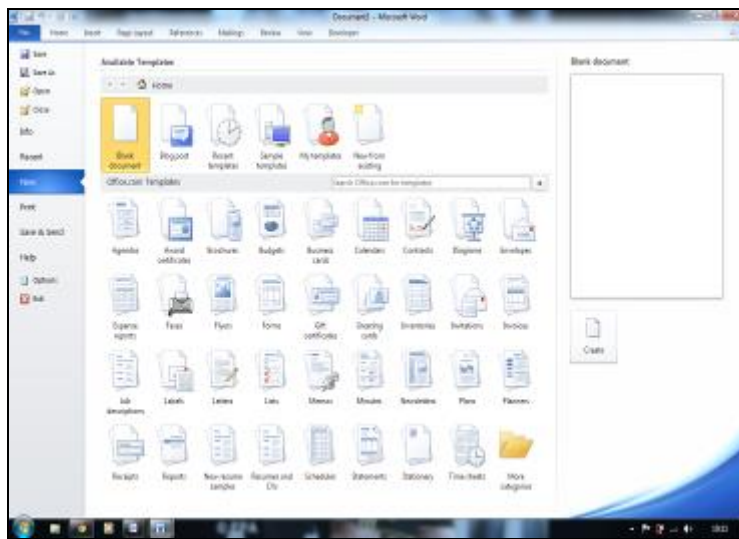 Document2 - Microsoft Word
File Home Insert Page Layout References Mailings Review View Developer
Save
Save As
Open
Close
Info
Recent
New
Print
Save & Send
Help
Options
Exit
Available Templates
Home
Blank document
Blog post
Recent templates
Sample templates
My templates
New from existing
Office.com Templates
Search Office.com for templates
Agendas
Award certificates
Brochures
Budgets
Business cards
Calendars
Contracts
Diagrams
Envelopes
Expense reports
Faxes
Flyers
Forms
Gift certificates
Greeting cards
Inventories
Invitations
Invoices
Job descriptions
Labels
Letters
Lists
Memos
Minutes
Newsletters
Plans
Planners
Receipts
Reports
New resume samples
Resumes and CVs
Schedules
Statements
Stationery
Time sheets
More categories
Blank document
Create